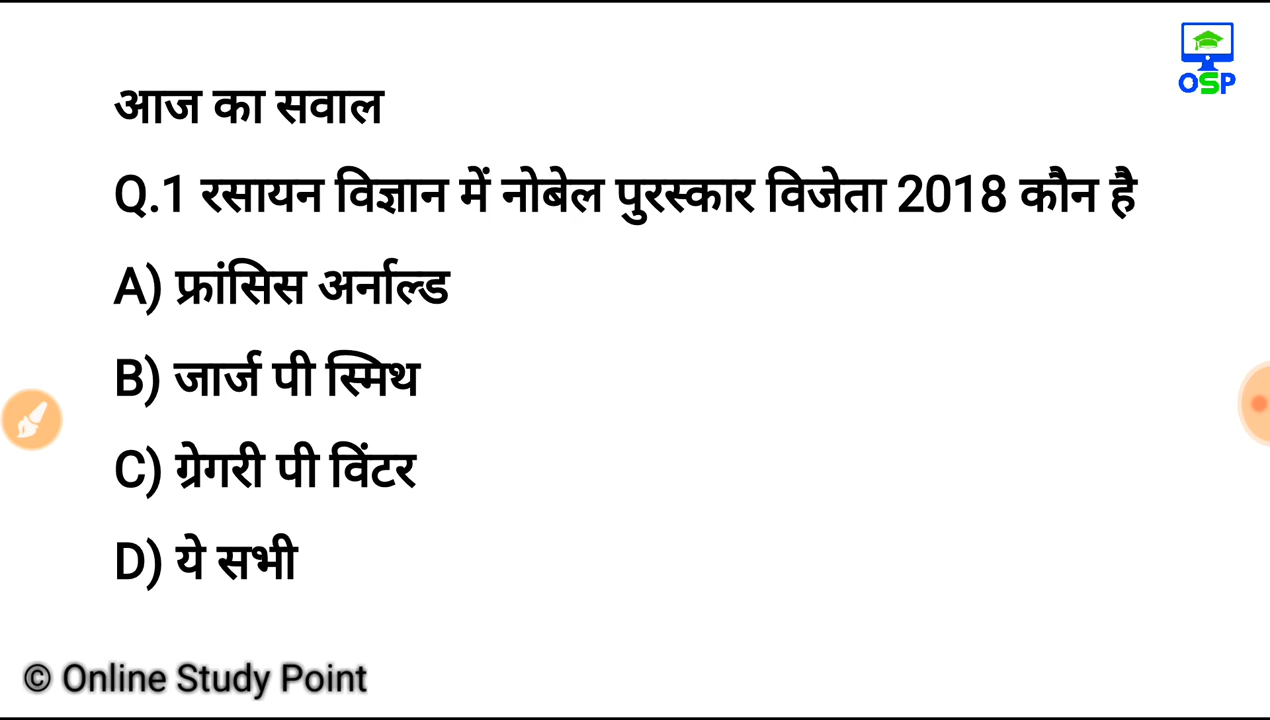 OSP
आज का सवाल
Q.1 रसायन विज्ञान में नोबेल पुरस्कार विजेता 2018 कौन है
A) फ्रांसिस अर्नाल्ड
B) जार्ज पी स्मिथ
C) ग्रेगरी पी विंटर
D) ये सभी
© Online Study Point